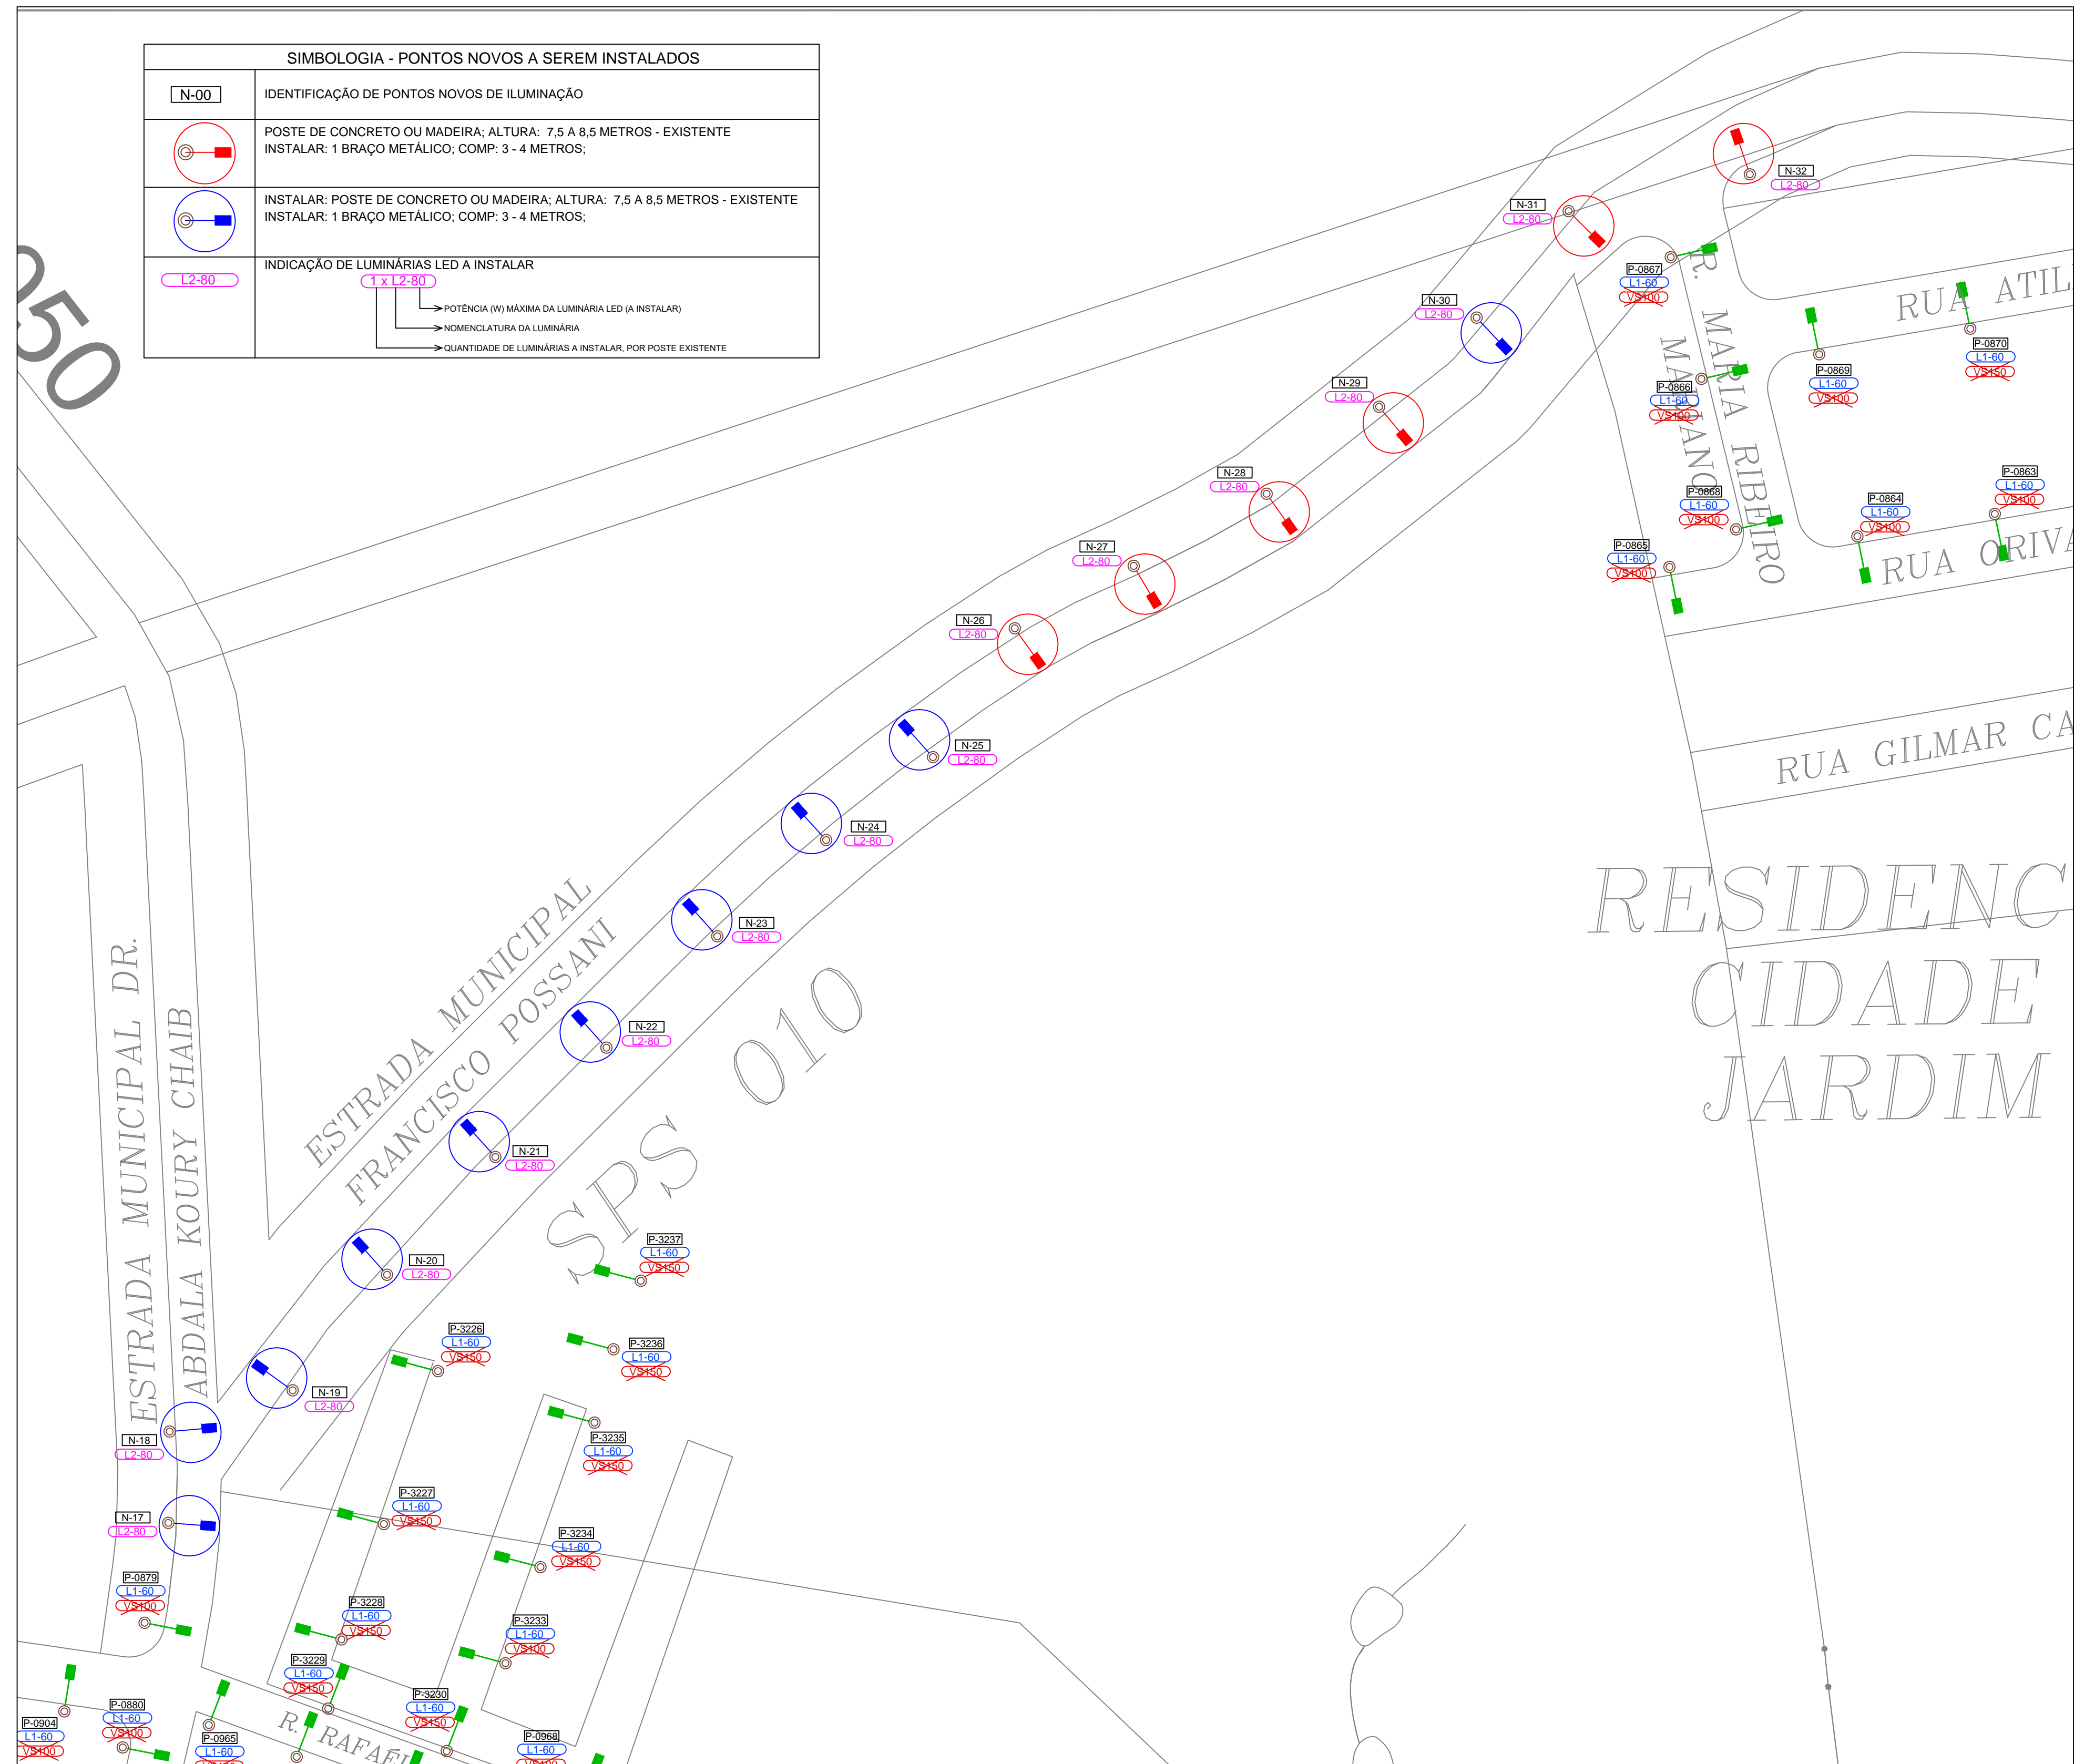 SIMBOLOGIA - PONTOS NOVOS A SEREM INSTALADOS
N-00
IDENTIFICAÇÃO DE PONTOS NOVOS DE ILUMINAÇÃO
POSTE DE CONCRETO OU MADEIRA; ALTURA: 7,5 A 8,5 METROS - EXISTENTE
INSTALAR: 1 BRAÇO METÁLICO; COMP: 3 - 4 METROS;
INSTALAR: POSTE DE CONCRETO OU MADEIRA; ALTURA: 7,5 A 8,5 METROS - EXISTENTE
INSTALAR: 1 BRAÇO METÁLICO; COMP: 3 - 4 METROS;
L2-80
INDICAÇÃO DE LUMINÁRIAS LED A INSTALAR
1 x L2-80
POTÊNCIA (W) MÁXIMA DA LUMINÁRIA LED (A INSTALAR)
NOMENCLATURA DA LUMINÁRIA
QUANTIDADE DE LUMINÁRIAS A INSTALAR, POR POSTE EXISTENTE
050
N-32
L2-80
N-31
L2-80
P-0867
L1-60
VS100
R. MARIA RIBEIRO
MARIANO
RUA ATIL
N-30
L2-80
P-0870
L1-60
VS150
P-0869
L1-60
VS100
P-0866
L1-60
VS100
N-29
L2-80
N-28
L2-80
P-0863
L1-60
VS100
P-0868
L1-60
VS100
P-0864
L1-60
VS100
RUA ORIVA
N-27
L2-80
P-0865
L1-60
VS100
N-26
L2-80
N-25
L2-80
RUA GILMAR CA
N-24
L2-80
RESIDENC
CIDADE
JARDIM
N-23
L2-80
ESTRADA MUNICIPAL
FRANCISCO POSSANI
ESTRADA MUNICIPAL DR.
ABDALA KOURY CHAIB
SPS 010
N-22
L2-80
N-21
L2-80
N-20
L2-80
P-3237
L1-60
VS150
P-3226
L1-60
VS150
P-3236
L1-60
VS150
N-19
L2-80
N-18
L2-80
P-3235
L1-60
VS150
P-3227
L1-60
VS150
N-17
L2-80
P-3234
L1-60
VS150
P-0879
L1-60
VS100
P-3228
L1-60
VS150
P-3233
L1-60
VS100
P-3229
L1-60
VS150
P-3230
L1-60
VS150
P-0880
L1-60
VS100
P-0904
L1-60
VS100
P-0965
L1-60
R. RAFAEL
P-0968
L1-60
VS100